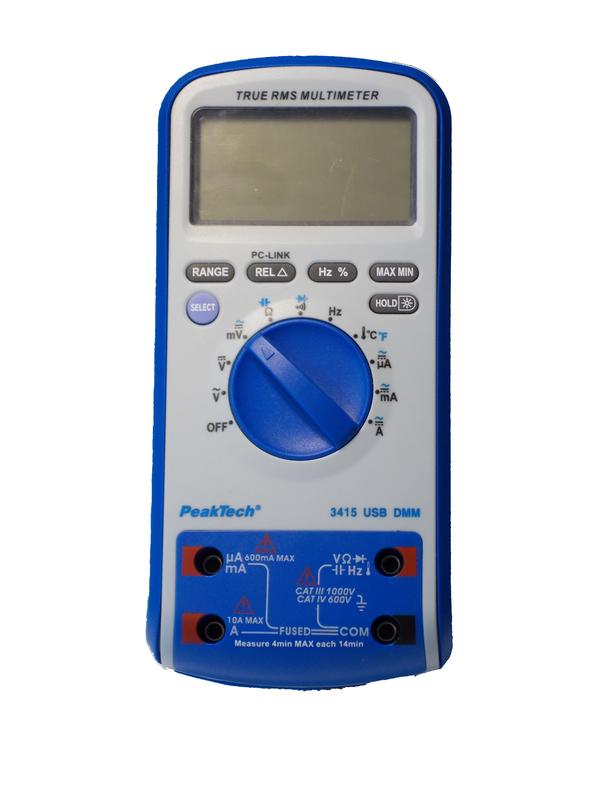 TRUE RMS MULTIMETER
PC-LINK
RANGE REL△ Hz % MAX MIN
SELECT HOLD
Ω Hz
mV °C °F
V μA
V mA
OFF A
PeakTech® 3415 USB DMM
μA 600mA MAX VΩ
mA Hz
CAT III 1000V
CAT IV 600V
10A MAX
A FUSED COM
Measure 4min MAX each 14min